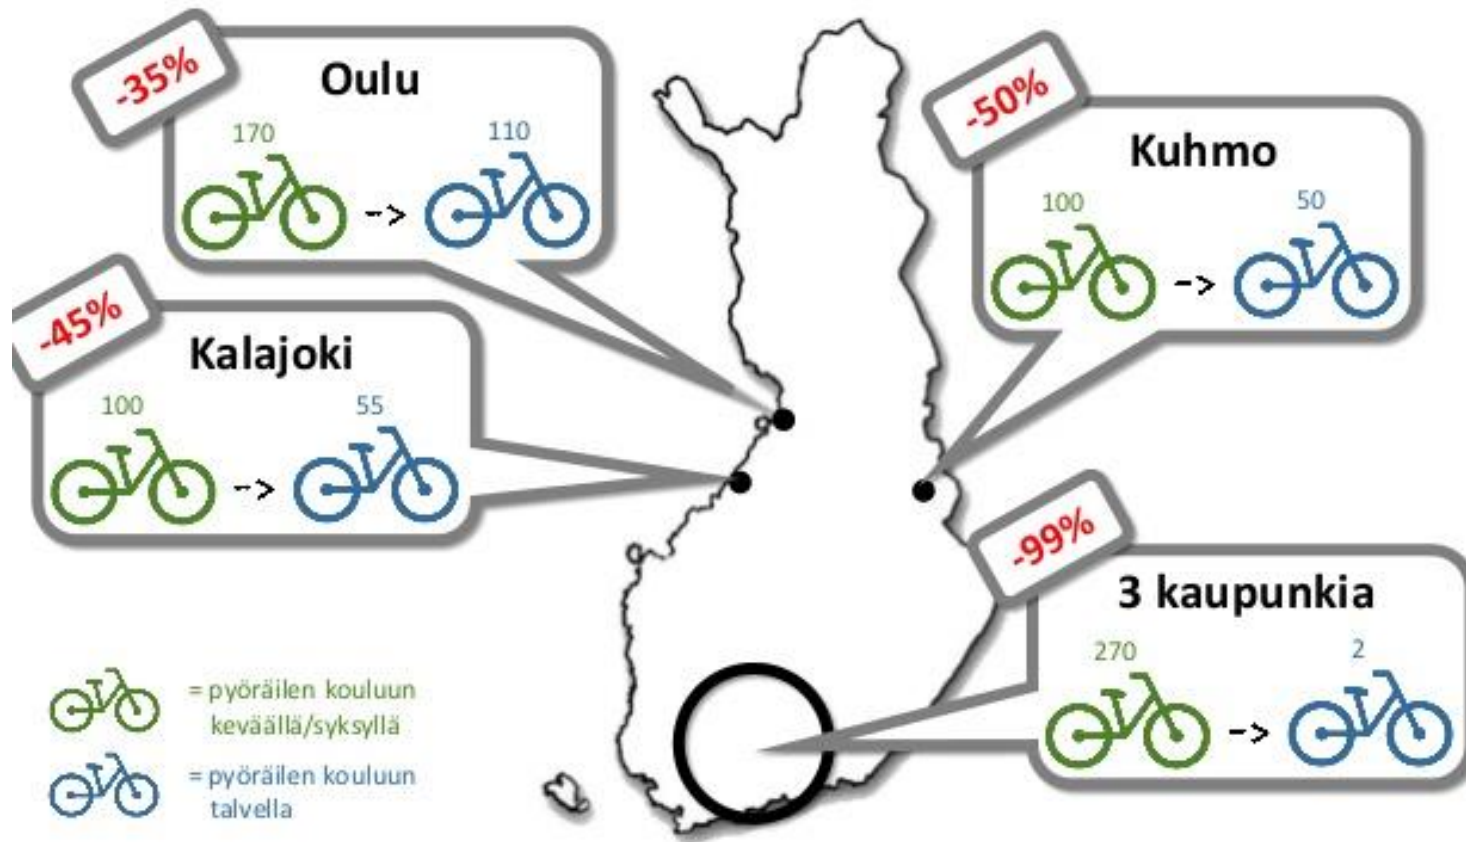 -35%
Oulu
170
110
->
-50%
Kuhmo
100
50
->
-45%
Kalajoki
100
55
->
-99%
3 kaupunkia
270
2
->
= pyöräilen kouluun
keväällä/syksyllä
= pyöräilen kouluun
talvella